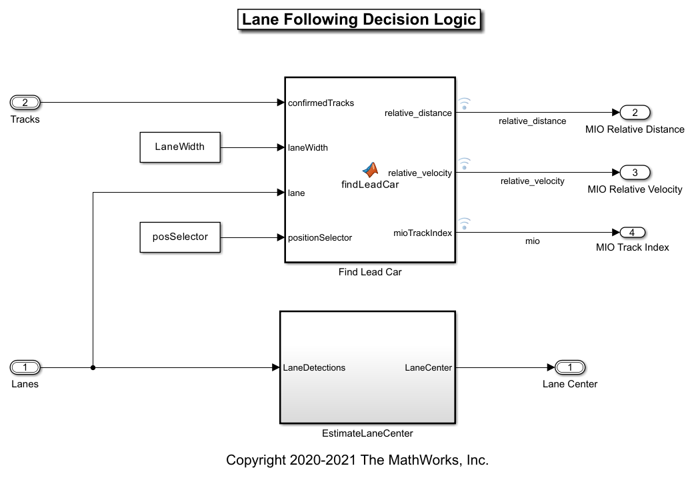 Lane Following Decision Logic
2
Tracks
confirmedTracks
relative_distance
relative_distance
2
MIO Relative Distance
LaneWidth
laneWidth
findLeadCar
relative_velocity
relative_velocity
3
MIO Relative Velocity
lane
posSelector
positionSelector
mioTrackIndex
mio
4
MIO Track Index
Find Lead Car
1
Lanes
LaneDetections
LaneCenter
1
Lane Center
EstimateLaneCenter
Copyright 2020-2021 The MathWorks, Inc.